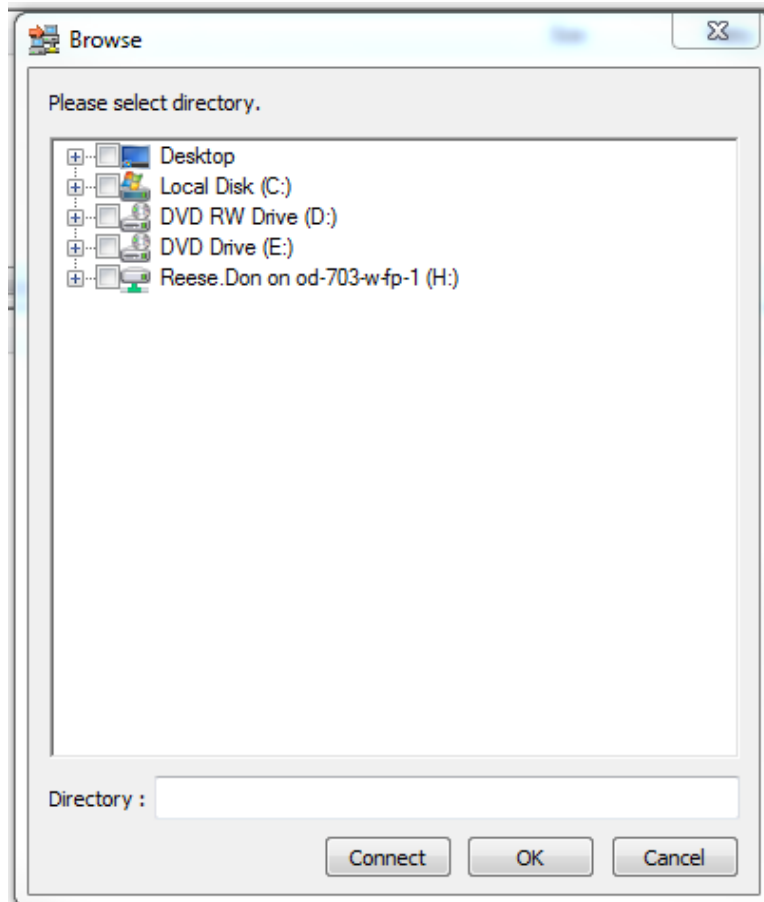 Browse
Please select directory.
Desktop
Local Disk (C:)
DVD RW Drive (D:)
DVD Drive (E:)
Reese.Don on od-703-w-fp-1 (H:)
Directory :
Connect OK Cancel